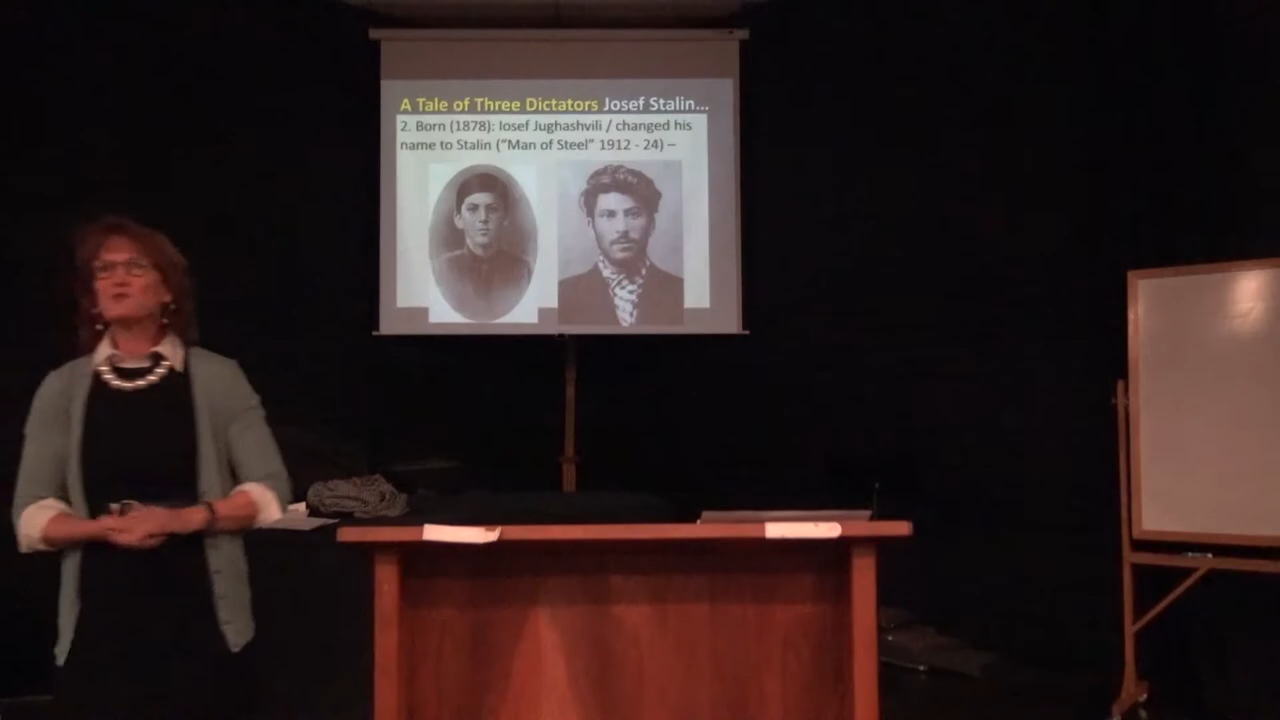 A Tale of Three Dictators Josef Stalin…
2. Born (1878): Iosef Jughashvili / changed his
name to Stalin (“Man of Steel” 1912 - 24) –